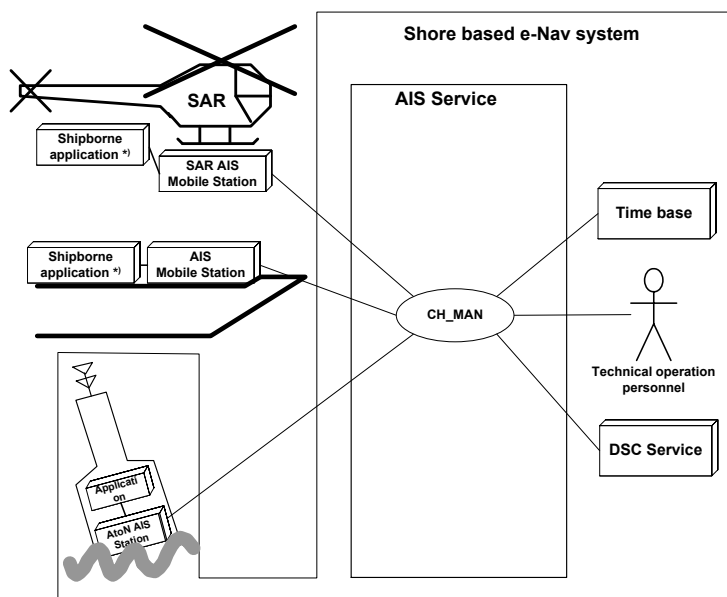 Shore based e-Nav system
AIS Service
SAR
Shipborne
application *)
SAR AIS
Mobile Station
Shipborne
application *)
AIS
Mobile Station
CH_MAN
Time base
Technical operation
personnel
DSC Service
Applicati
on
AtoN AIS
Station